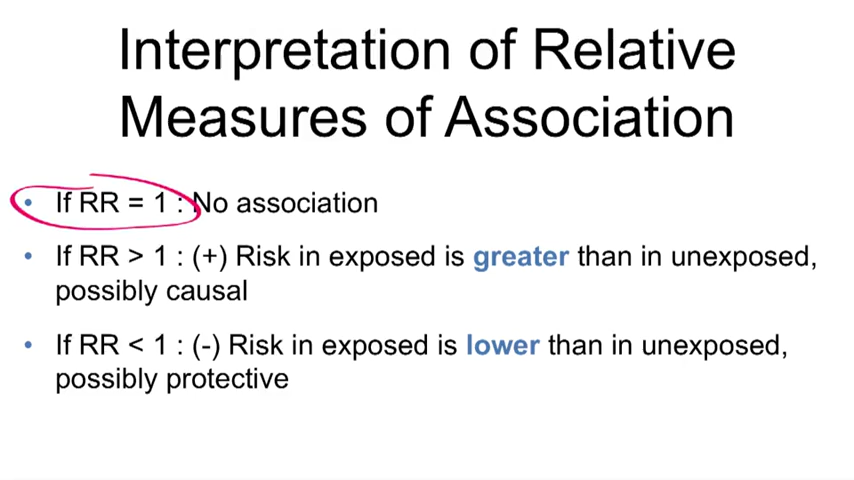 Interpretation of Relative
Measures of Association
• If RR = 1 : No association
• If RR > 1 : (+) Risk in exposed is greater than in unexposed,
possibly causal
• If RR < 1 : (-) Risk in exposed is lower than in unexposed,
possibly protective